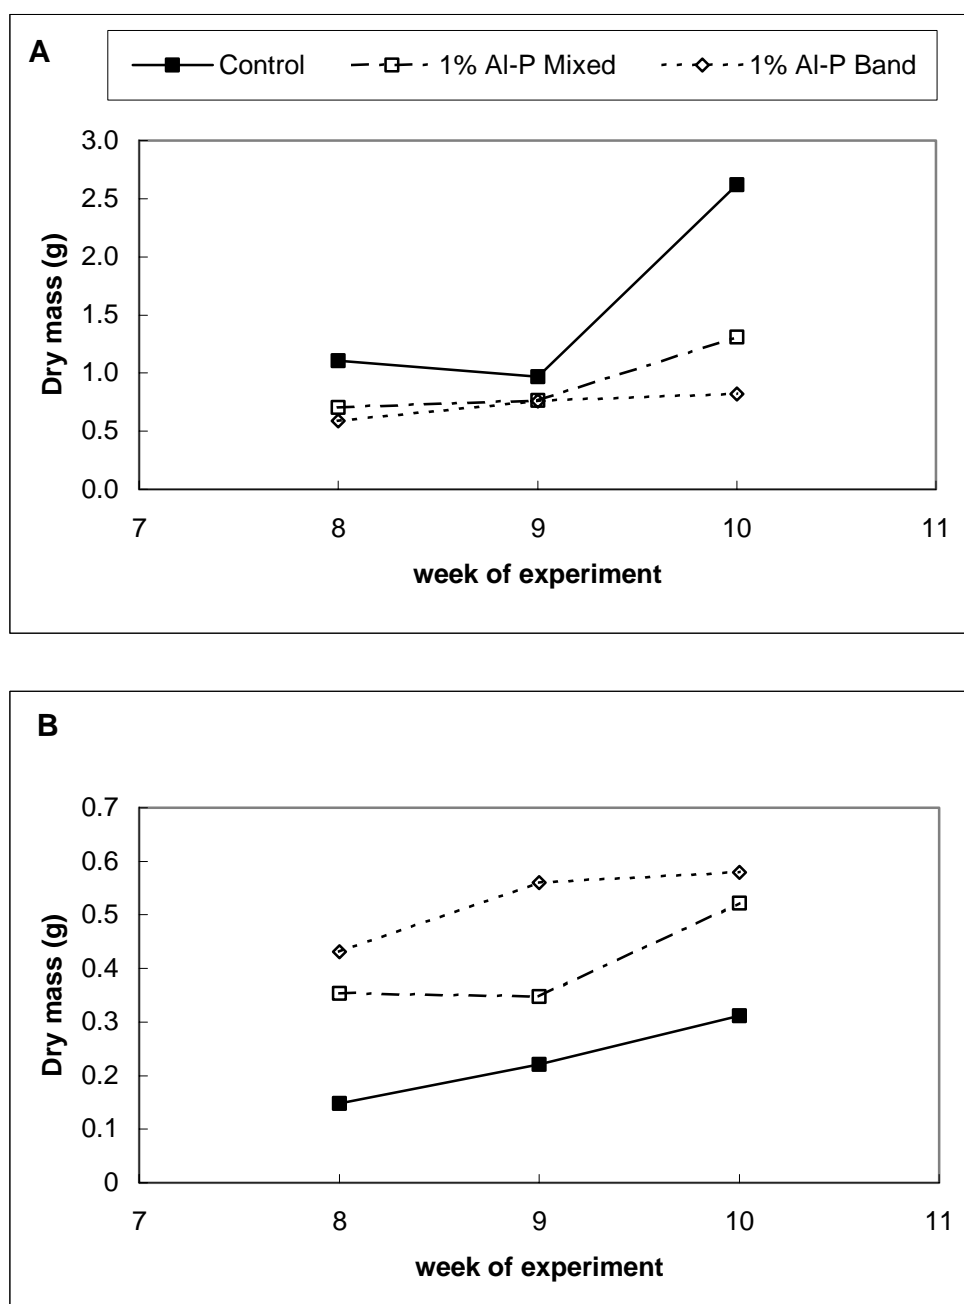 A
Control 1% Al-P Mixed 1% Al-P Band
3.0
2.5
2.0
1.5
1.0
0.5
0.0
Dry mass (g)
7 8 9 10 11
week of experiment
B
0.7
0.6
0.5
0.4
0.3
0.2
0.1
0
Dry mass (g)
7 8 9 10 11
week of experiment